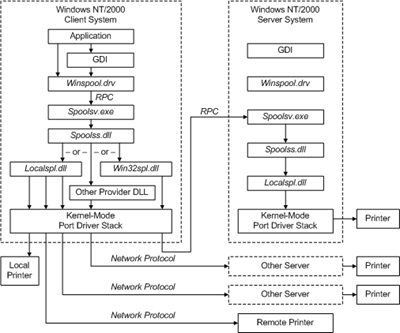 Windows NT/2000
Client System
Application
GDI
Winspool.drv
RPC
Spoolsv.exe
Spoolss.dll
– or –
– or –
Localspl.dll
Win32spl.dll
Other Provider DLL
Kernel-Mode
Port Driver Stack
Windows NT/2000
Server System
GDI
Winspool.drv
RPC
Spoolsv.exe
Spoolss.dll
Localspl.dll
Kernel-Mode
Port Driver Stack
Printer
Local
Printer
Network Protocol
Other Server
Printer
Network Protocol
Other Server
Printer
Network Protocol
Remote Printer